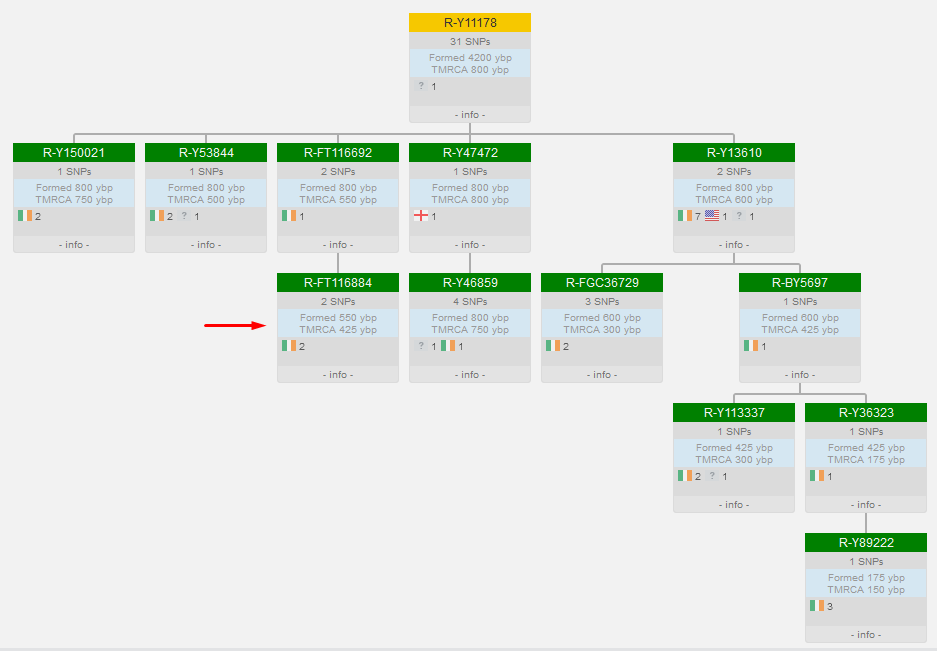 R-Y11178
31 SNPs
Formed 4200 ybp
TMRCA 800 ybp
? 1
- info -
R-Y150021
1 SNPs
Formed 800 ybp
TMRCA 750 ybp
2
- info -
R-Y53844
1 SNPs
Formed 800 ybp
TMRCA 500 ybp
2 ? 1
- info -
R-FT116692
2 SNPs
Formed 800 ybp
TMRCA 550 ybp
1
- info -
R-Y47472
1 SNPs
Formed 800 ybp
TMRCA 800 ybp
1
- info -
R-Y13610
2 SNPs
Formed 800 ybp
TMRCA 600 ybp
7 1 ? 1
- info -
R-FT116884
2 SNPs
Formed 550 ybp
TMRCA 425 ybp
2
- info -
R-Y46859
4 SNPs
Formed 800 ybp
TMRCA 750 ybp
? 1 1
- info -
R-FGC36729
3 SNPs
Formed 600 ybp
TMRCA 300 ybp
2
- info -
R-BY5697
1 SNPs
Formed 600 ybp
TMRCA 425 ybp
1
- info -
R-Y113337
1 SNPs
Formed 425 ybp
TMRCA 300 ybp
2 ? 1
- info -
R-Y36323
1 SNPs
Formed 425 ybp
TMRCA 175 ybp
1
- info -
R-Y89222
1 SNPs
Formed 175 ybp
TMRCA 150 ybp
3
- info -